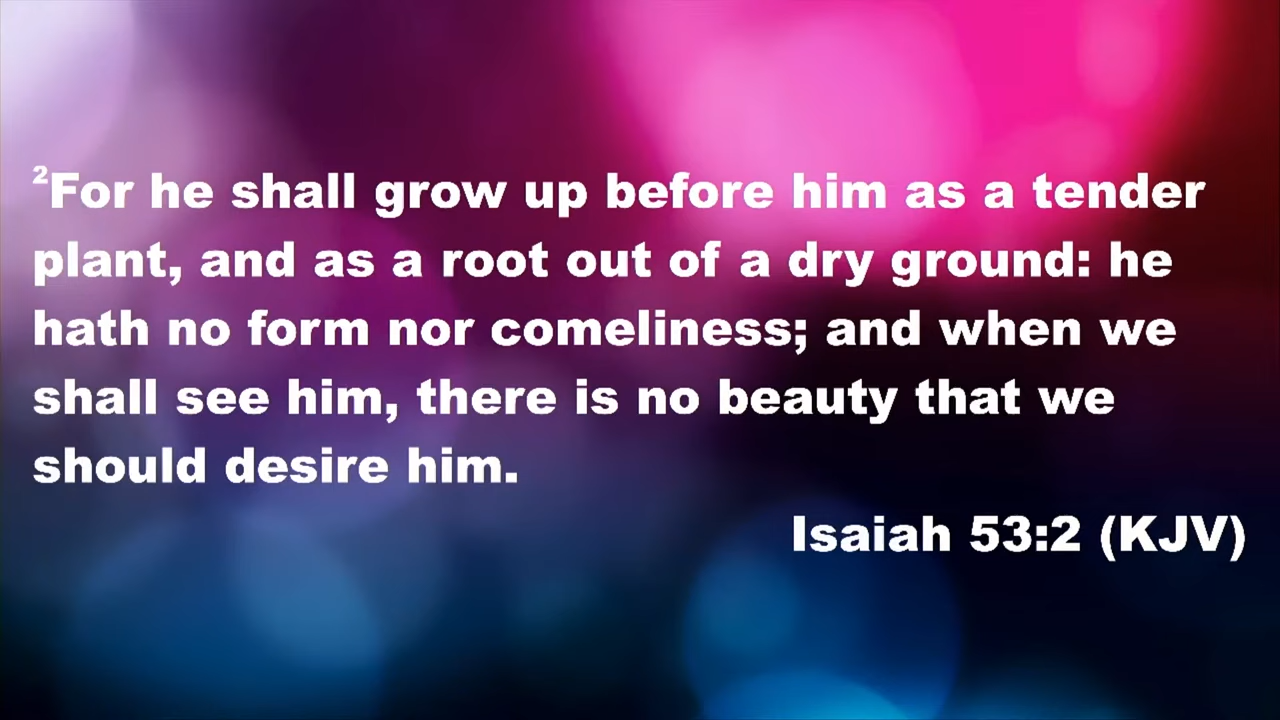 ²For he shall grow up before him as a tender
plant, and as a root out of a dry ground: he
hath no form nor comeliness; and when we
shall see him, there is no beauty that we
should desire him.
Isaiah 53:2 (KJV)